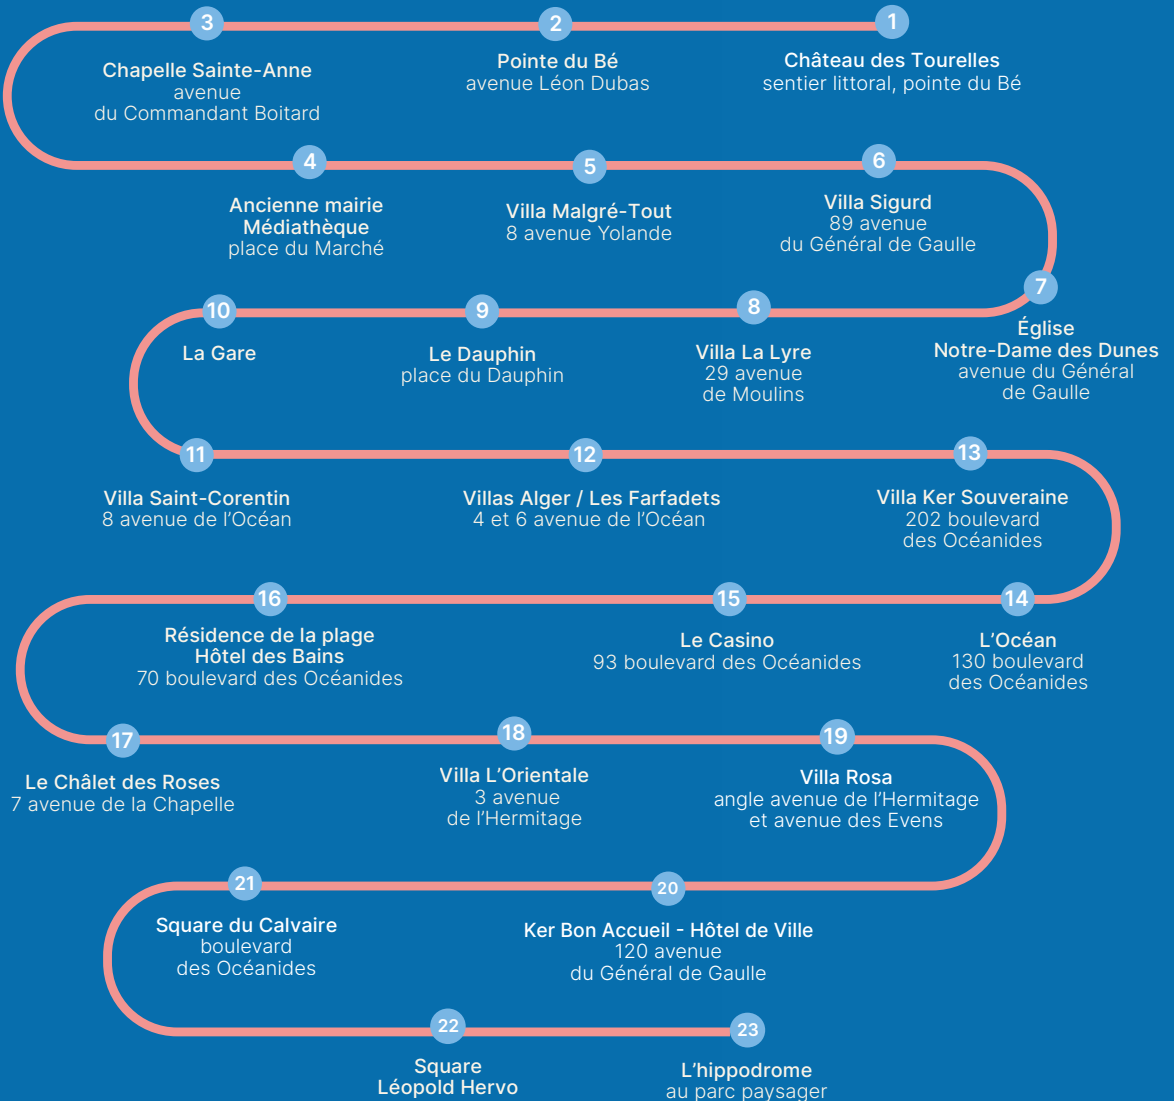 1
Château des Tourelles
sentier littoral, pointe du Bé
2
Pointe du Bé
avenue Léon Dubas
3
Chapelle Sainte-Anne
avenue
du Commandant Boitard
4
Ancienne mairie
Médiathèque
place du Marché
5
Villa Malgré-Tout
8 avenue Yolande
6
Villa Sigurd
89 avenue
du Général de Gaulle
7
Église
Notre-Dame des Dunes
avenue du Général
de Gaulle
8
Villa La Lyre
29 avenue
de Moulins
9
Le Dauphin
place du Dauphin
10
La Gare
11
Villa Saint-Corentin
8 avenue de l’Océan
12
Villas Alger / Les Farfadets
4 et 6 avenue de l’Océan
13
Villa Ker Souveraine
202 boulevard
des Océanides
14
L’Océan
130 boulevard
des Océanides
15
Le Casino
93 boulevard des Océanides
16
Résidence de la plage
Hôtel des Bains
70 boulevard des Océanides
17
Le Châlet des Roses
7 avenue de la Chapelle
18
Villa L’Orientale
3 avenue
de l’Hermitage
19
Villa Rosa
angle avenue de l’Hermitage
et avenue des Evens
20
Ker Bon Accueil - Hôtel de Ville
120 avenue
du Général de Gaulle
21
Square du Calvaire
boulevard
des Océanides
22
Square
Léopold Hervo
23
L’hippodrome
au parc paysager